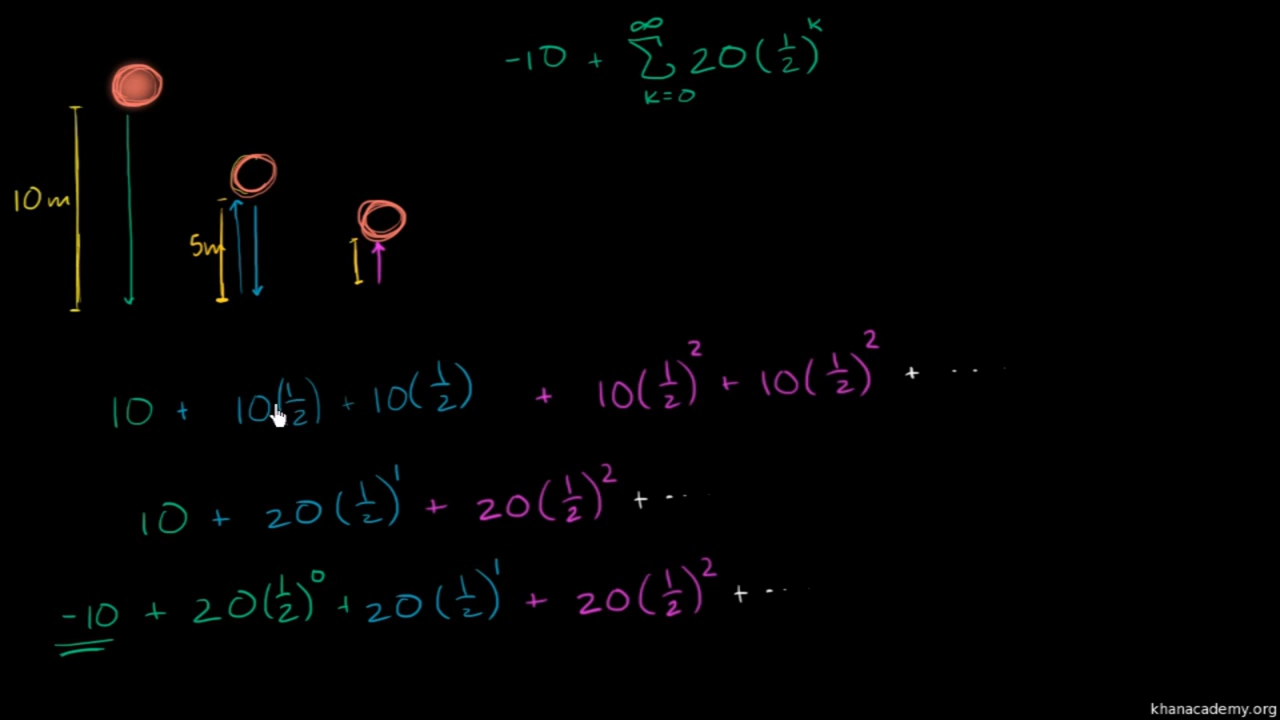 -10 + ∞ Σ k=0 20(1/2)^k
10m
5m
10 + 10(1/2) + 10(1/2) + 10(1/2)^2 + 10(1/2)^2 + ...
10 + 20(1/2)^1 + 20(1/2)^2 + ...
-10 + 20(1/2)^0 + 20(1/2)^1 + 20(1/2)^2 + ...
khanacademy.org